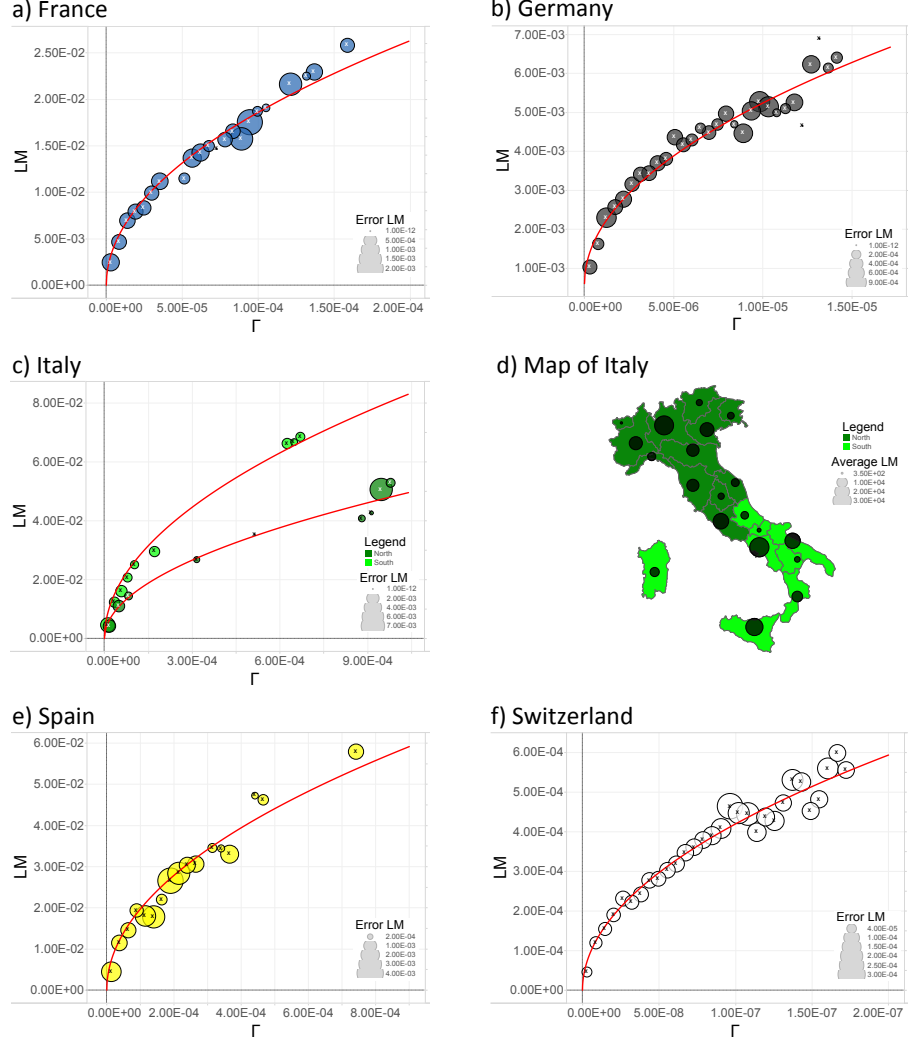 a) France
LM
2.50E-02
2.00E-02
1.50E-02
1.00E-02
5.00E-03
0.00E+00
Error LM
1.00E-12
5.00E-04
1.00E-03
1.50E-03
2.00E-03
0.00E+00 5.00E-05 1.00E-04 1.50E-04 2.00E-04
Γ
b) Germany
LM
7.00E-03
6.00E-03
5.00E-03
4.00E-03
3.00E-03
2.00E-03
1.00E-03
Error LM
1.00E-12
2.00E-04
4.00E-04
6.00E-04
9.00E-04
0.00E+00 5.00E-06 1.00E-05 1.50E-05
Γ
c) Italy
LM
8.00E-02
6.00E-02
4.00E-02
2.00E-02
0.00E+00
Legend
North
South
Error LM
1.00E-12
2.00E-03
4.00E-03
6.00E-03
7.00E-03
0.00E+00 3.00E-04 6.00E-04 9.00E-04
Γ
d) Map of Italy
Legend
North
South
Average LM
3.50E+02
1.00E+04
2.00E+04
3.00E+04
e) Spain
LM
6.00E-02
5.00E-02
4.00E-02
3.00E-02
2.00E-02
1.00E-02
0.00E+00
Error LM
2.00E-04
1.00E-03
2.00E-03
3.00E-03
4.00E-03
0.00E+00 2.00E-04 4.00E-04 6.00E-04 8.00E-04
Γ
f) Switzerland
LM
6.00E-04
5.00E-04
4.00E-04
3.00E-04
2.00E-04
1.00E-04
0.00E+00
Error LM
4.00E-05
1.00E-04
1.50E-04
2.00E-04
2.50E-04
3.00E-04
0.00E+00 5.00E-08 1.00E-07 1.50E-07 2.00E-07
Γ